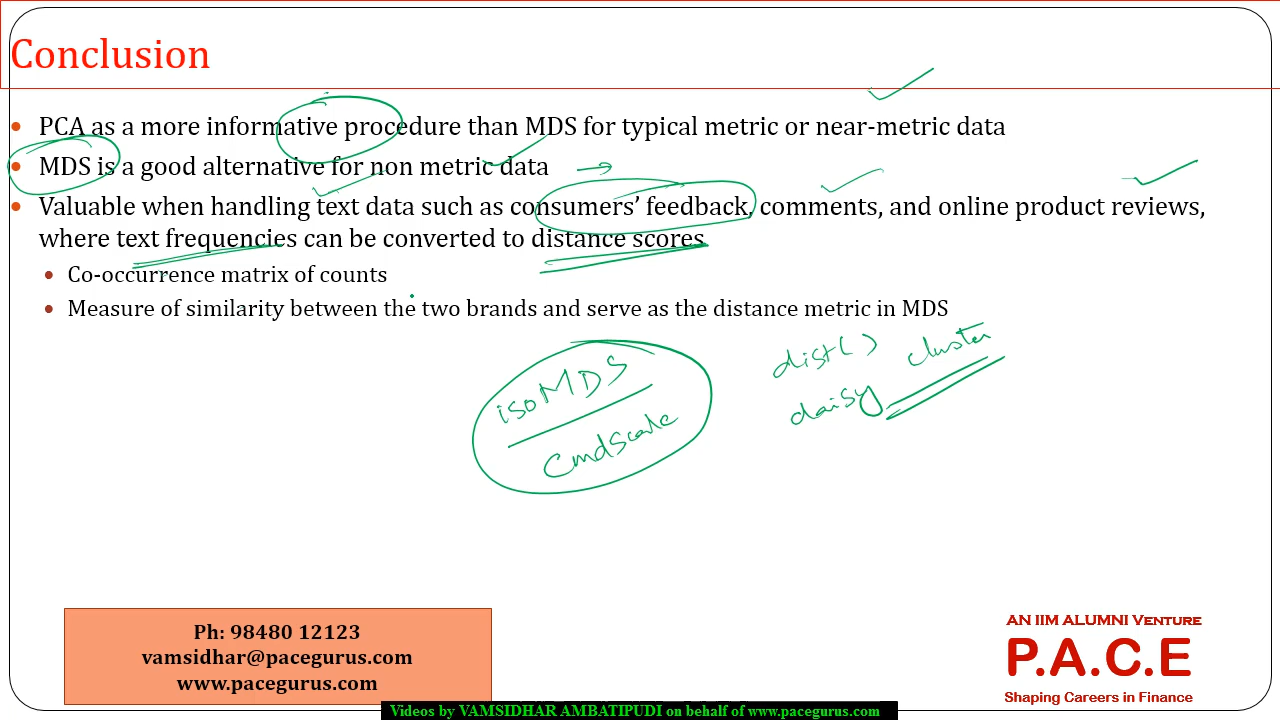 Conclusion
PCA as a more informative procedure than MDS for typical metric or near-metric data
MDS is a good alternative for non metric data
Valuable when handling text data such as consumers' feedback, comments, and online product reviews,
where text frequencies can be converted to distance scores
Co-occurrence matrix of counts
Measure of similarity between the two brands and serve as the distance metric in MDS
isoMDS
cmdscale
dist( )
daisy
cluster
Ph: 98480 12123
vamsidhar@pacegurus.com
www.pacegurus.com
AN IIM ALUMNI VENTURE
P.A.C.E
Shaping Careers in Finance
Videos by VAMSIDHAR AMBATIPUDI on behalf of www.pacegurus.com